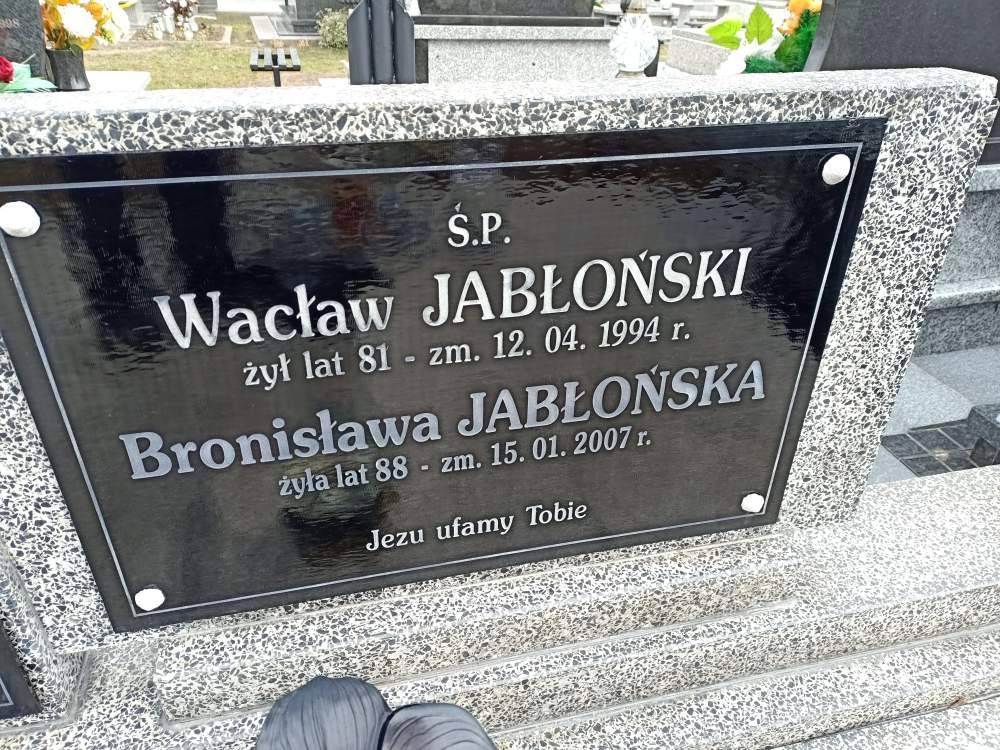 Ś.P.
Wacław JABŁOŃSKI
żył lat 81 - zm. 12. 04. 1994 r.
Bronisława JABŁOŃSKA
żyła lat 88 - zm. 15. 01. 2007 r.
Jezu ufamy Tobie